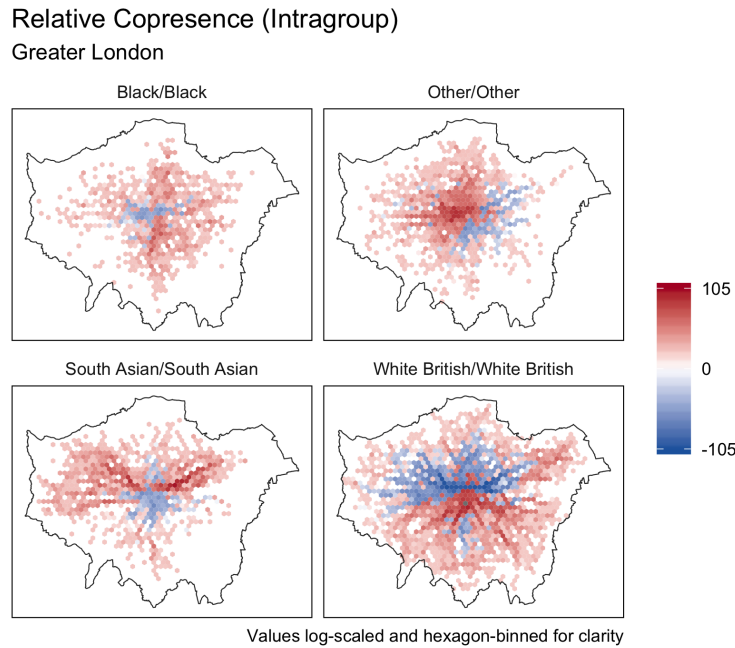 Relative Copresence (Intragroup)
Greater London
Black/Black
Other/Other
South Asian/South Asian
White British/White British
105
0
-105
Values log-scaled and hexagon-binned for clarity